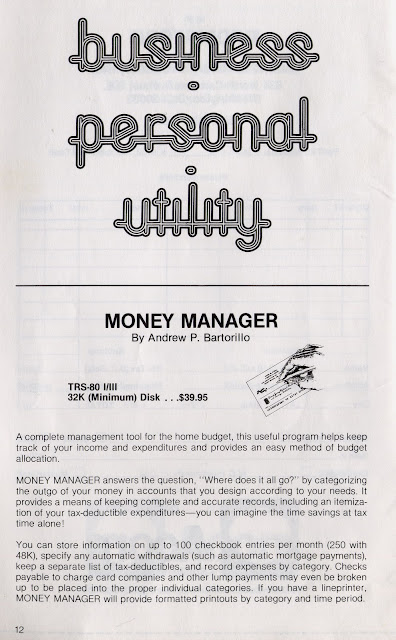 business
personal
utility
MONEY MANAGER
By Andrew P. Bartorillo
TRS-80 I/III
32K (Minimum) Disk . . .$39.95
A complete management tool for the home budget, this useful program helps keep
track of your income and expenditures and provides an easy method of budget
allocation.
MONEY MANAGER answers the question, "Where does it all go?" by categorizing
the outgo of your money in accounts that you design according to your needs. It
provides a means of keeping complete and accurate records, including an itemiza-
tion of your tax-deductible expenditures—you can imagine the time savings at tax
time alone!
You can store information on up to 100 checkbook entries per month (250 with
48K), specify any automatic withdrawals (such as automatic mortgage payments),
keep a separate list of tax-deductibles, and record expenses by category. Checks
payable to charge card companies and other lump payments may even be broken
up to be placed into the proper individual categories. If you have a lineprinter,
MONEY MANAGER will provide formatted printouts by category and time period.
12